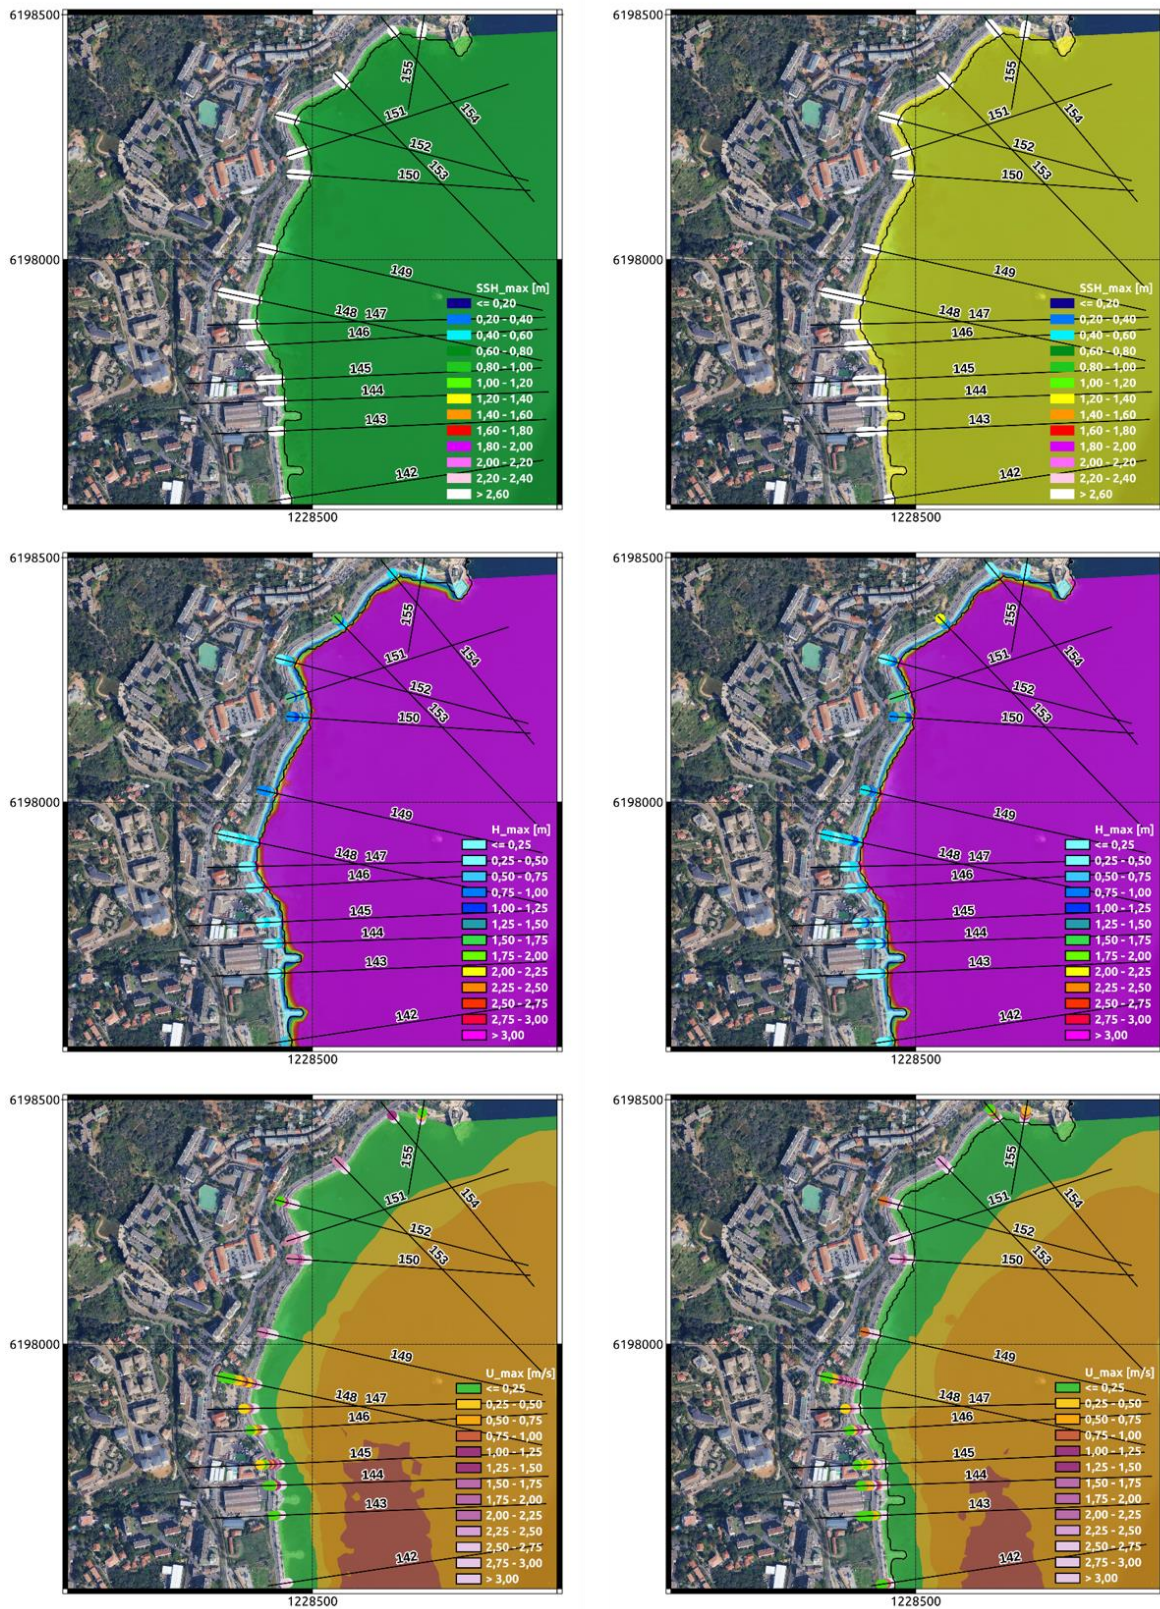 6198500
155
154
151
152
153
150
6198000
149
SSH_max [m]
<= 0,20
148 147
0,20 - 0,40
146
0,40 - 0,60
0,60 - 0,80
145
0,80 - 1,00
144
1,00 - 1,20
1,20 - 1,40
143
1,40 - 1,60
1,60 - 1,80
1,80 - 2,00
142
2,00 - 2,20
2,20 - 2,40
> 2,60
1228500
155
154
151
152
153
150
149
SSH_max [m]
<= 0,20
148 147
0,20 - 0,40
146
0,40 - 0,60
0,60 - 0,80
145
0,80 - 1,00
144
1,00 - 1,20
1,20 - 1,40
143
1,40 - 1,60
1,60 - 1,80
1,80 - 2,00
142
2,00 - 2,20
2,20 - 2,40
> 2,60
1228500
6198500
155
154
151
152
153
150
6198000
149
H_max [m]
<= 0,25
148 147
0,25 - 0,50
146
0,50 - 0,75
0,75 - 1,00
145
1,00 - 1,25
1,25 - 1,50
144
1,50 - 1,75
1,75 - 2,00
143
2,00 - 2,25
2,25 - 2,50
2,50 - 2,75
142
2,75 - 3,00
> 3,00
1228500
155
154
151
152
153
150
149
H_max [m]
<= 0,25
148 147
0,25 - 0,50
146
0,50 - 0,75
0,75 - 1,00
145
1,00 - 1,25
1,25 - 1,50
144
1,50 - 1,75
1,75 - 2,00
143
2,00 - 2,25
2,25 - 2,50
2,50 - 2,75
142
2,75 - 3,00
> 3,00
1228500
6198500
155
154
151
152
153
150
6198000
149
U_max [m/s]
<= 0,25
148 147
0,25 - 0,50
146
0,50 - 0,75
0,75 - 1,00
145
1,00 - 1,25
1,25 - 1,50
144
1,50 - 1,75
1,75 - 2,00
143
2,00 - 2,25
2,25 - 2,50
2,50 - 2,75
142
2,75 - 3,00
> 3,00
1228500
155
154
151
152
153
150
149
U_max [m/s]
<= 0,25
148 147
0,25 - 0,50
146
0,50 - 0,75
0,75 - 1,00
145
1,00 - 1,25
1,25 - 1,50
144
1,50 - 1,75
1,75 - 2,00
143
2,00 - 2,25
2,25 - 2,50
2,50 - 2,75
142
2,75 - 3,00
> 3,00
1228500